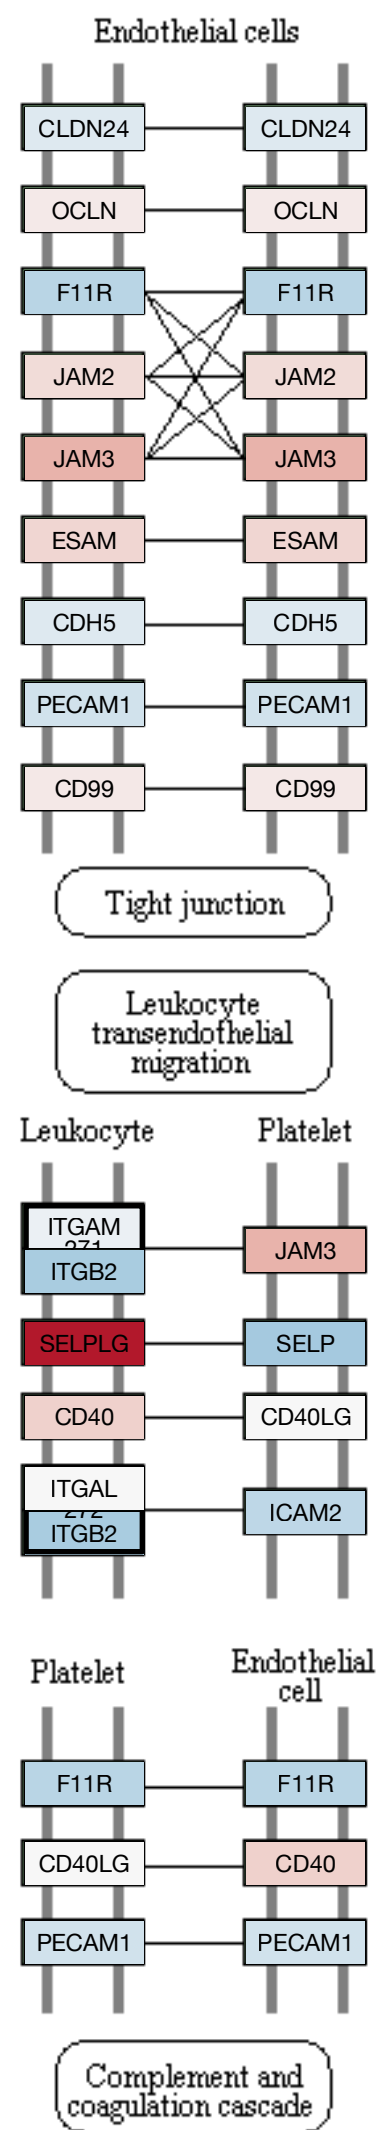 Endothelial cells
CLDN24 CLDN24
OCLN OCLN
F11R F11R
JAM2 JAM2
JAM3 JAM3
ESAM ESAM
CDH5 CDH5
PECAM1 PECAM1
CD99 CD99
Tight junction
Leukocyte
transendothelial
migration
Leukocyte Platelet
ITGAM
JAM3
ITGB2
SELPLG SELP
CD40 CD40LG
ITGAL
ICAM2
ITGB2
Platelet
Endothelial
cell
F11R F11R
CD40LG CD40
PECAM1 PECAM1
Complement and
coagulation cascade